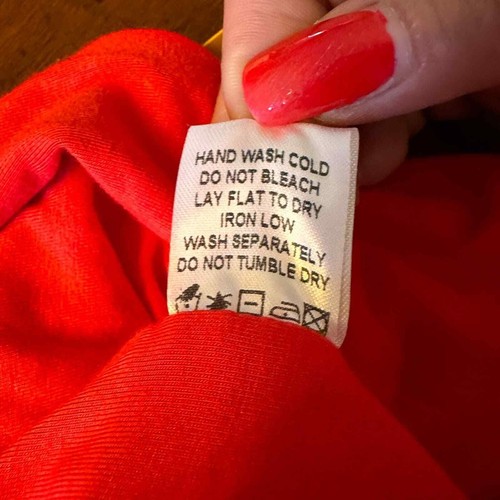 HAND WASH COLD
DO NOT BLEACH
LAY FLAT TO DRY
IRON LOW
WASH SEPARATELY
DO NOT TUMBLE DRY